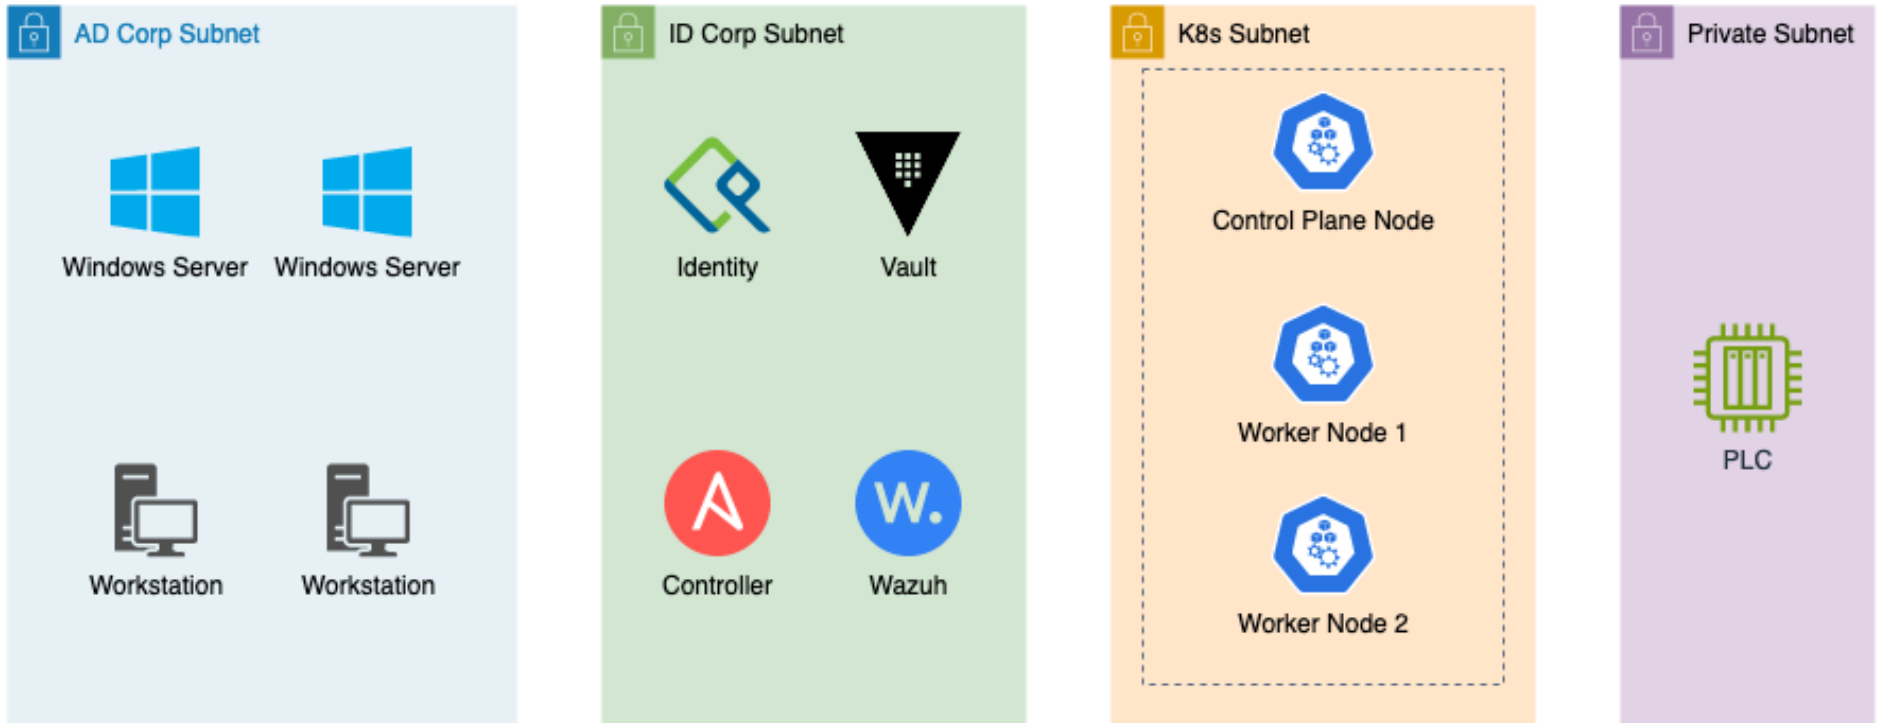 AD Corp Subnet
Windows Server
Windows Server
Workstation
Workstation
ID Corp Subnet
Identity
Vault
Controller
W.
Wazuh
K8s Subnet
Control Plane Node
Worker Node 1
Worker Node 2
Private Subnet
PLC